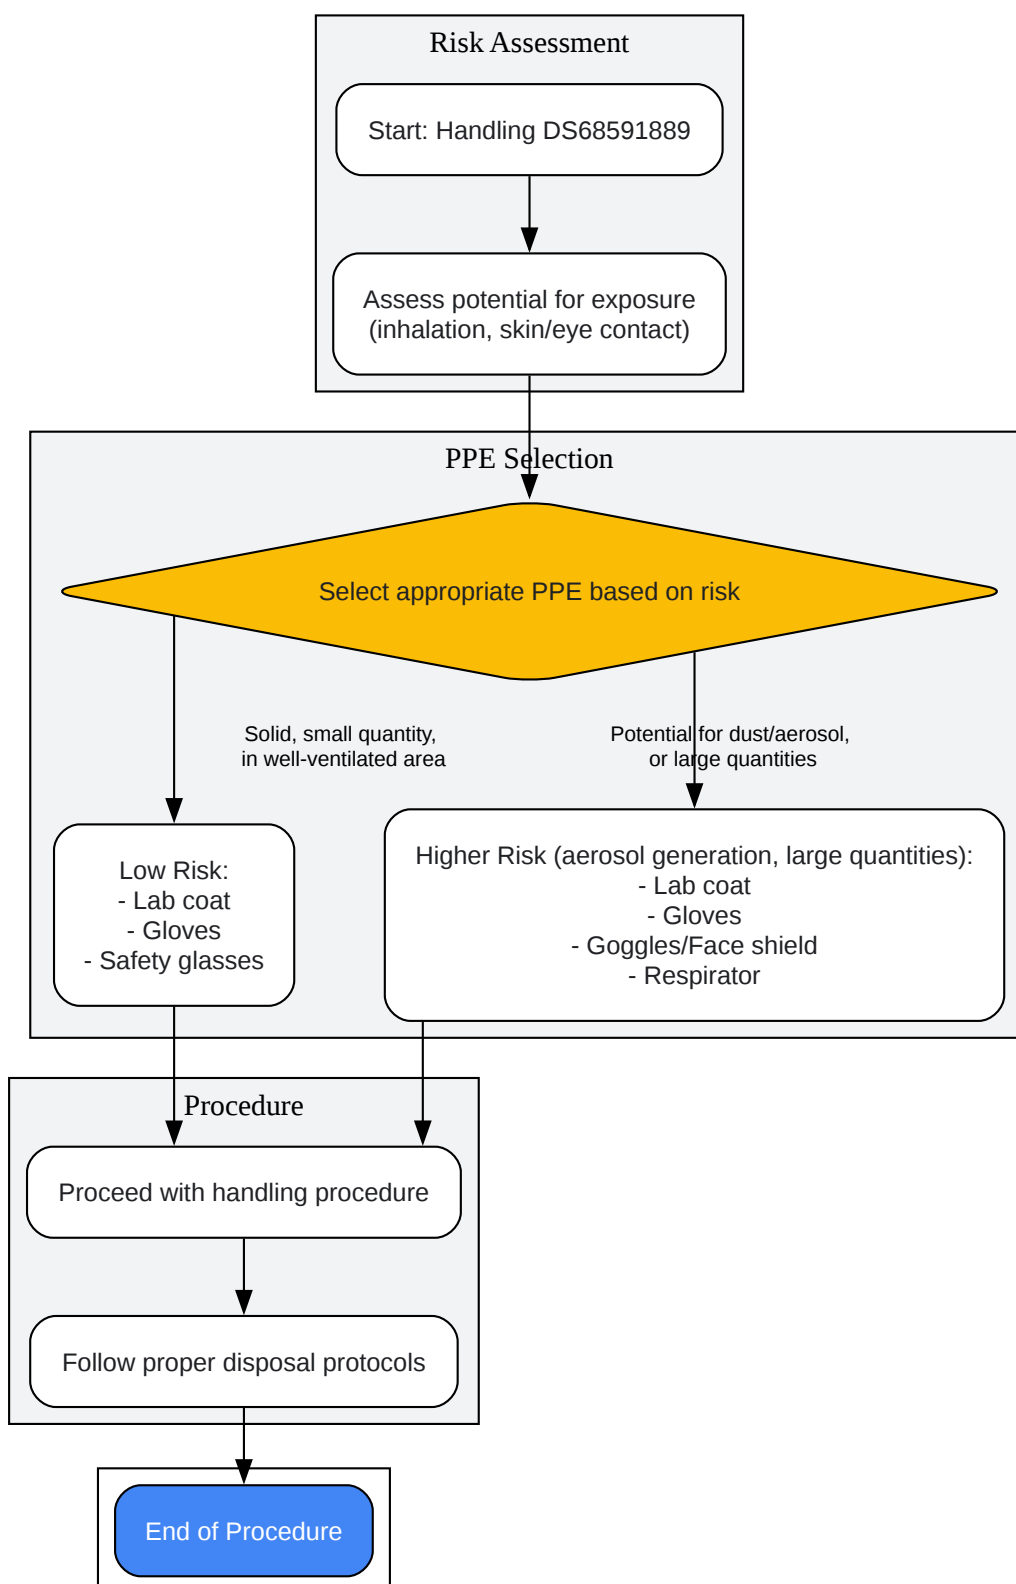 Risk Assessment
Start: Handling DS68591889
Assess potential for exposure
(inhalation, skin/eye contact)
PPE Selection
Select appropriate PPE based on risk
Solid, small quantity,
in well-ventilated area
Potential for dust/aerosol,
or large quantities
Low Risk:
- Lab coat
- Gloves
- Safety glasses
Higher Risk (aerosol generation, large quantities):
- Lab coat
- Gloves
- Goggles/Face shield
- Respirator
Procedure
Proceed with handling procedure
Follow proper disposal protocols
End of Procedure